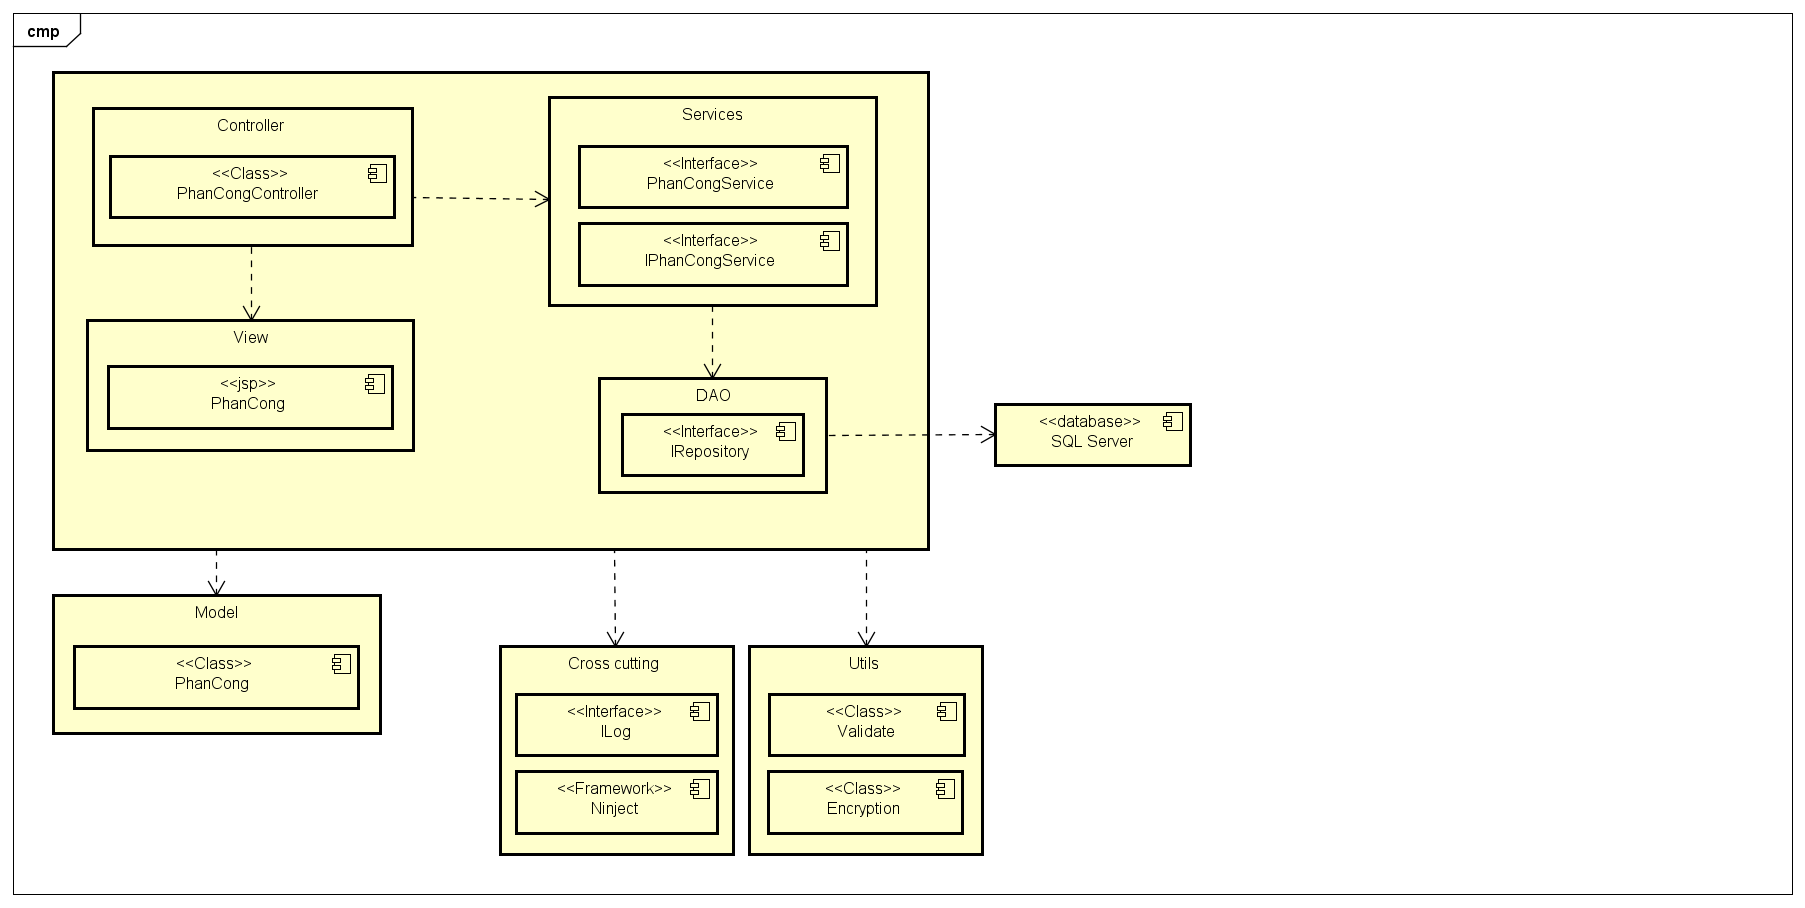 cmp
Controller
<<Class>>
PhanCongController
Services
<<Interface>>
PhanCongService
<<Interface>>
IPhanCongService
View
<<jsp>>
PhanCong
DAO
<<Interface>>
IRepository
<<database>>
SQL Server
Model
<<Class>>
PhanCong
Cross cutting
<<Interface>>
ILog
<<Framework>>
Ninject
Utils
<<Class>>
Validate
<<Class>>
Encryption